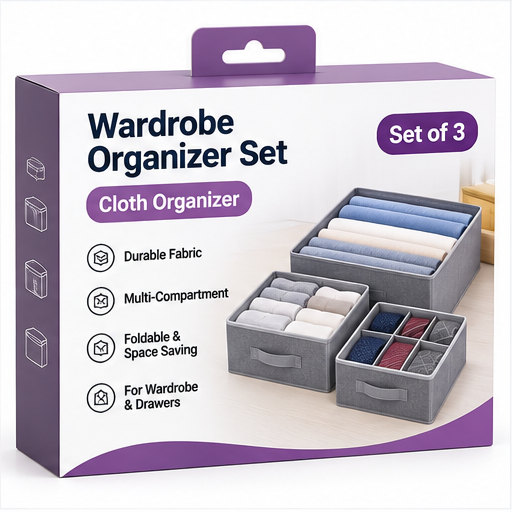 Wardrobe
Organizer Set
Set of 3
Cloth Organizer
Durable Fabric
Multi-Compartment
Foldable &
Space Saving
For Wardrobe
& Drawers